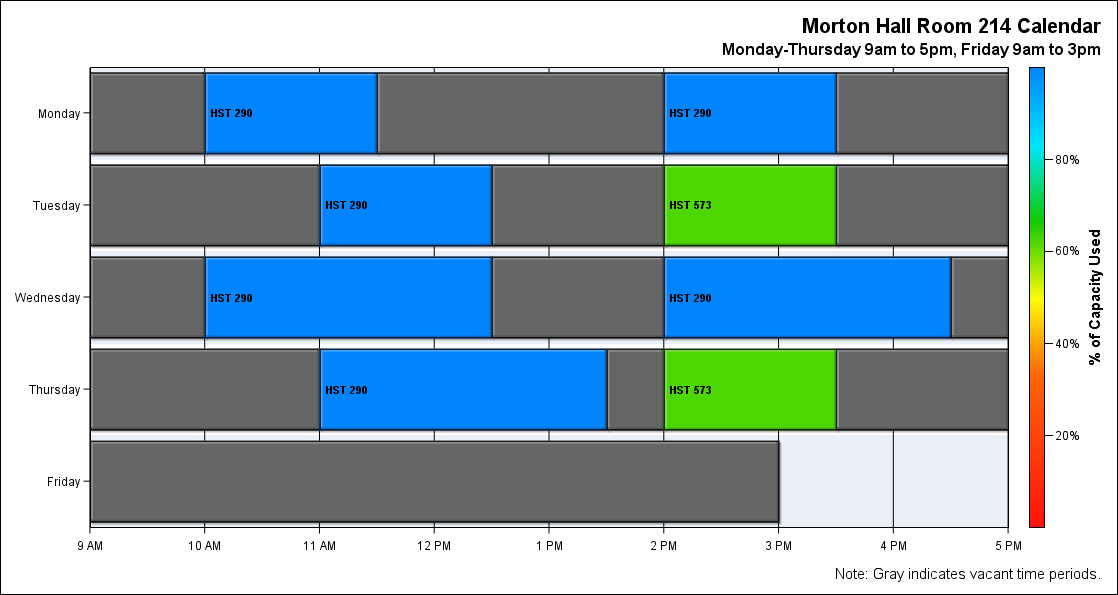 Morton Hall Room 214 Calendar
Monday-Thursday 9am to 5pm, Friday 9am to 3pm
Monday
HST 290
HST 290
Tuesday
HST 290
HST 573
Wednesday
HST 290
HST 290
Thursday
HST 290
HST 573
Friday
9 AM
10 AM
11 AM
12 PM
1 PM
2 PM
3 PM
4 PM
5 PM
80%
60%
40%
20%
% of Capacity Used
Note: Gray indicates vacant time periods.